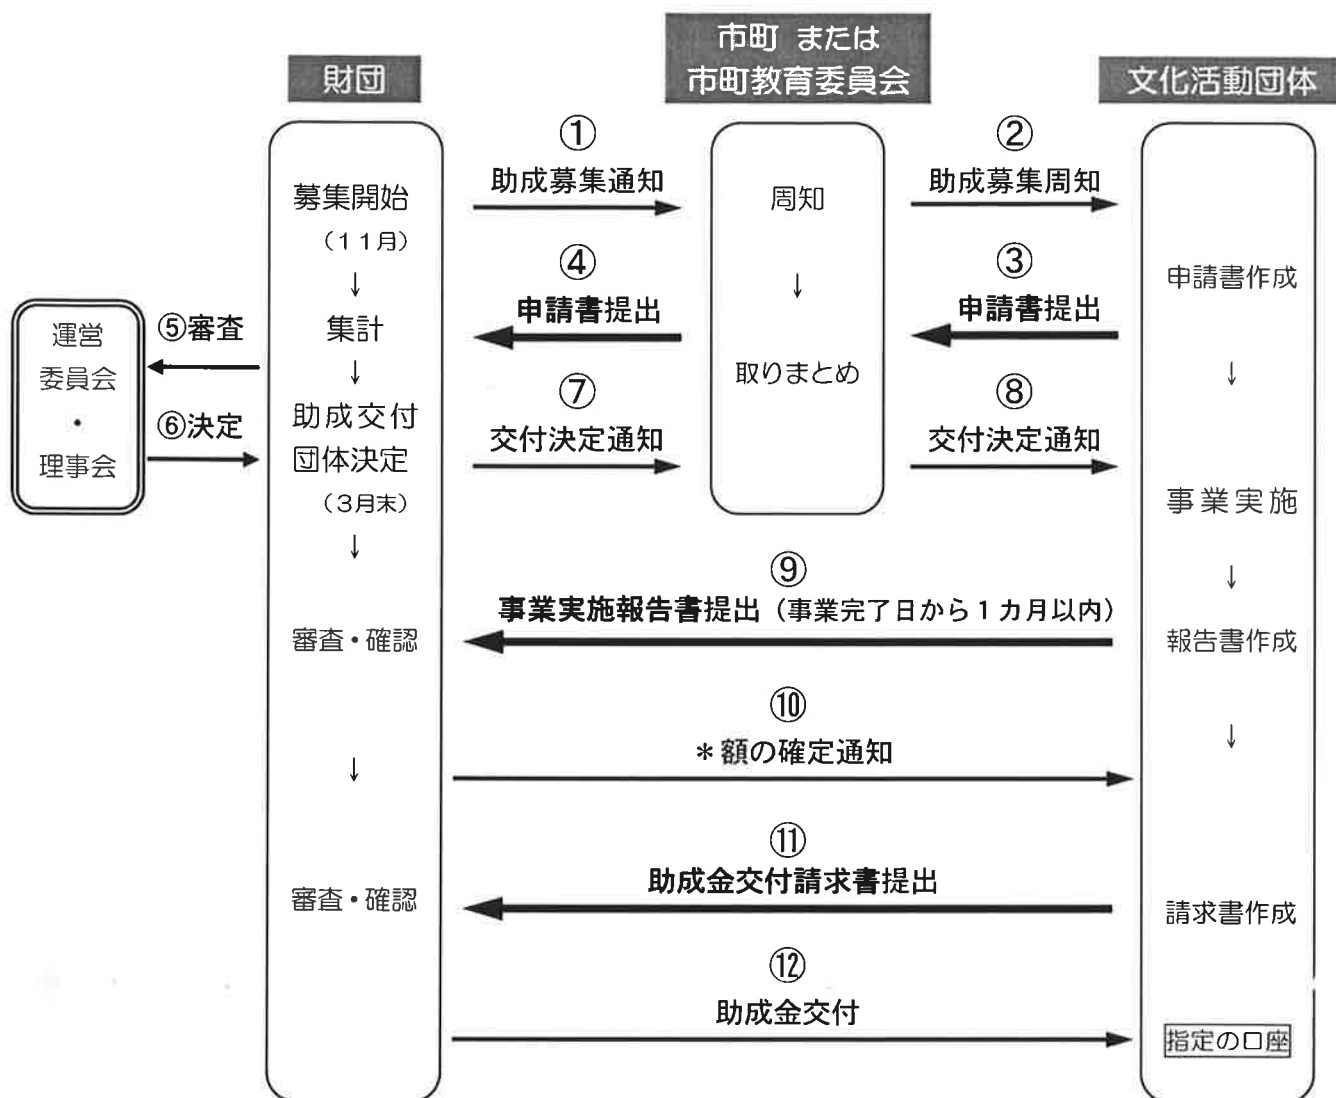 財団
市町 または
市町教育委員会
文化活動団体
①
助成募集通知
②
助成募集周知
募集開始
（１１月）
↓
周知
↓
④
申請書提出
③
申請書提出
申請書作成
↓
運営
委員会
・
理事会
⑤審査
⑥決定
集計
↓
取りまとめ
助成交付
団体決定
（３月末）
↓
⑦
交付決定通知
⑧
交付決定通知
事業実施
↓
⑨
事業実施報告書提出（事業完了日から１カ月以内）
審査・確認
報告書作成
⑩
＊額の確定通知
↓
↓
⑪
助成金交付請求書提出
審査・確認
請求書作成
⑫
助成金交付
指定の口座